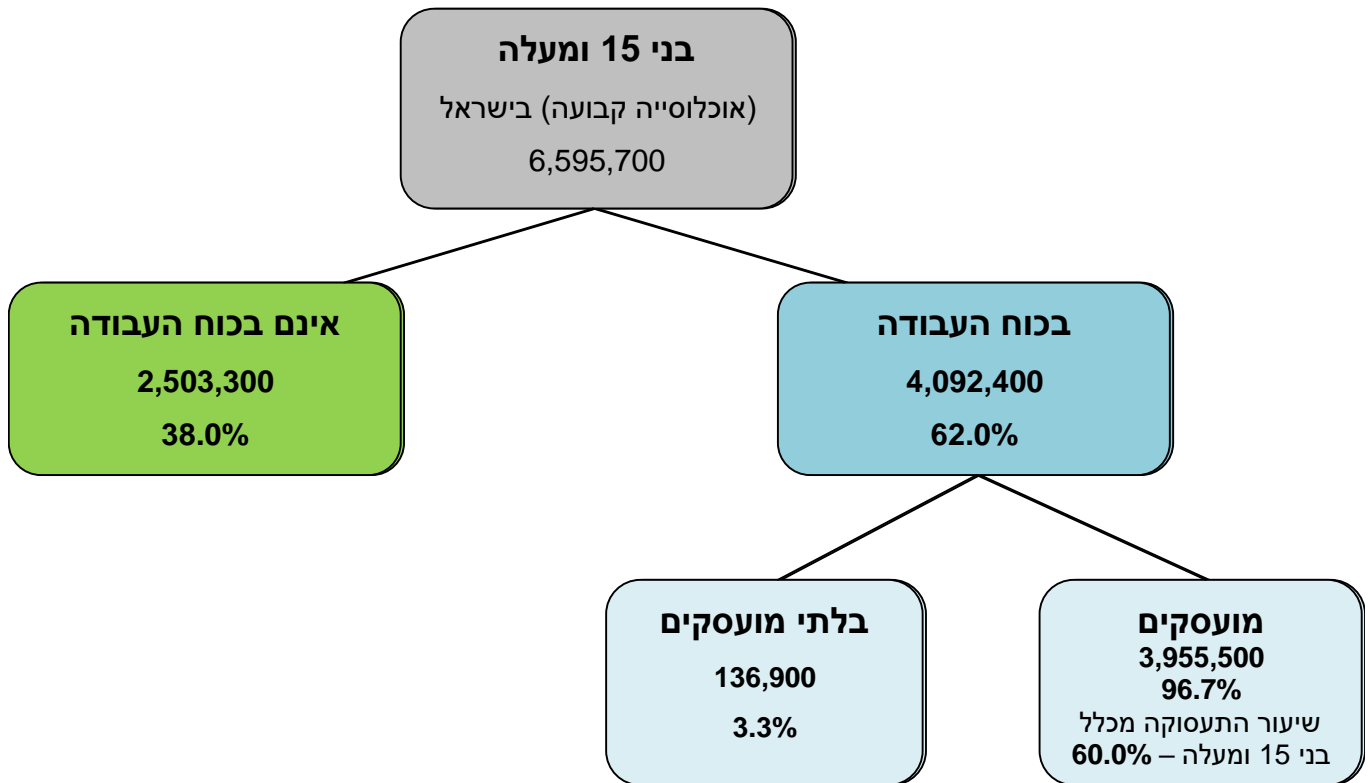 בני 15 ומעלה
(אוכלוסייה קבועה) בישראל
6,595,700
בכוח העבודה
4,092,400
62.0%
אינם בכוח העבודה
2,503,300
38.0%
מועסקים
3,955,500
96.7%
שיעור התעסוקה מכלל
בני 15 ומעלה – 60.0%
בלתי מועסקים
136,900
3.3%